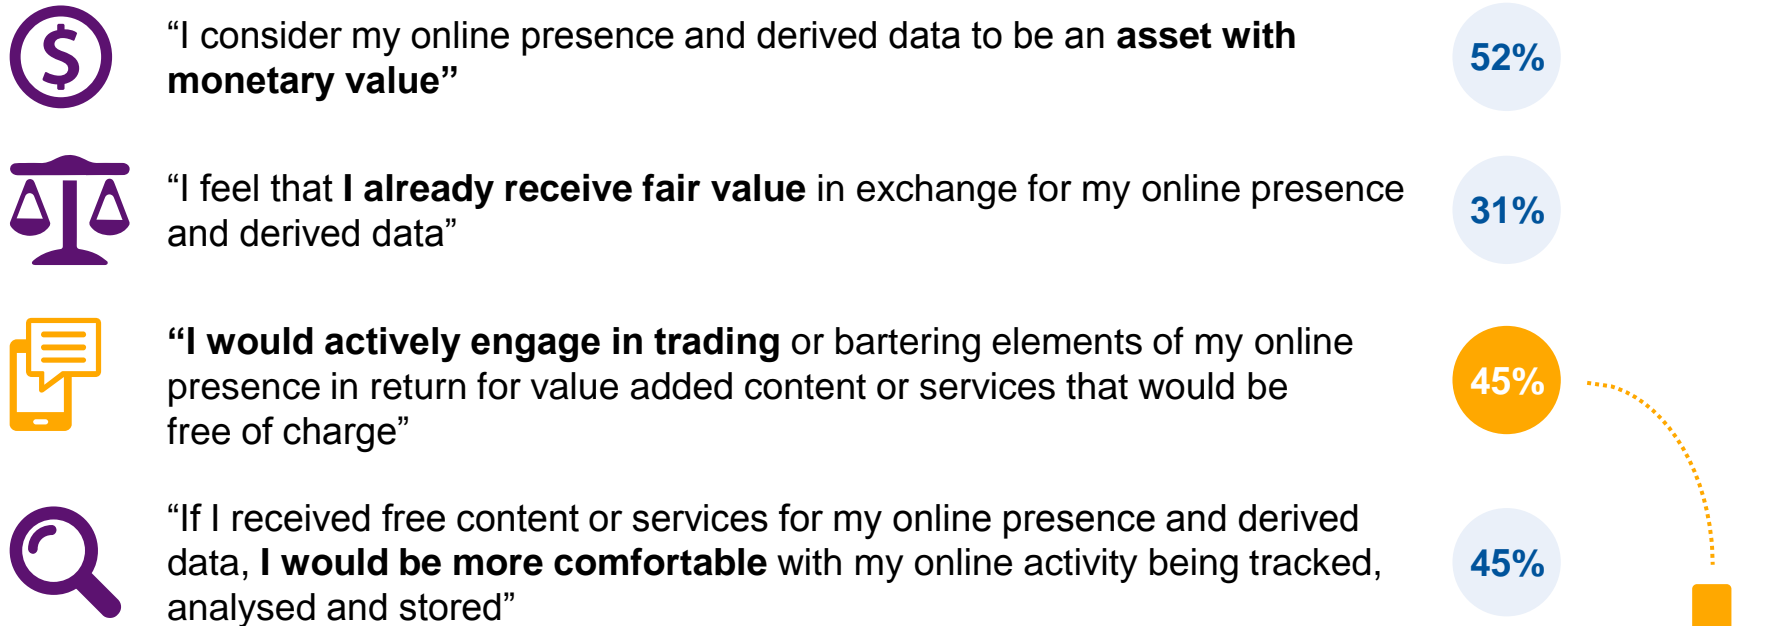 “I consider my online presence and derived data to be an asset with
monetary value”
52%
“I feel that I already receive fair value in exchange for my online presence
and derived data”
31%
“I would actively engage in trading or bartering elements of my online
presence in return for value added content or services that would be
free of charge”
45%
“If I received free content or services for my online presence and derived
data, I would be more comfortable with my online activity being tracked,
analysed and stored”
45%